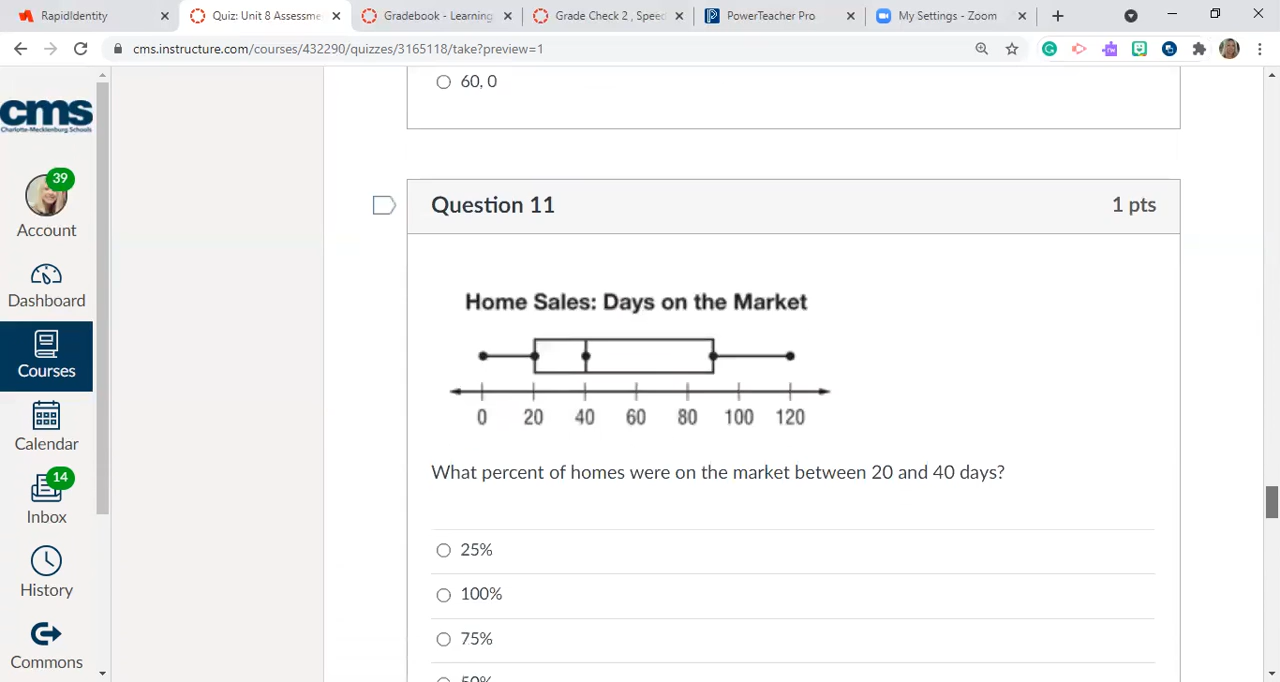 RapidIdentity
Quiz: Unit 8 Assessme
Gradebook - Learning
Grade Check 2 , Speed
PowerTeacher Pro
My Settings - Zoom
cms.instructure.com/courses/432290/quizzes/3165118/take?preview=1
cms
Charlotte-Mecklenburg Schools
39
Account
Dashboard
Courses
Calendar
14
Inbox
History
Commons
60, 0
Question 11
1 pts
Home Sales: Days on the Market
0 20 40 60 80 100 120
What percent of homes were on the market between 20 and 40 days?
25%
100%
75%
50%